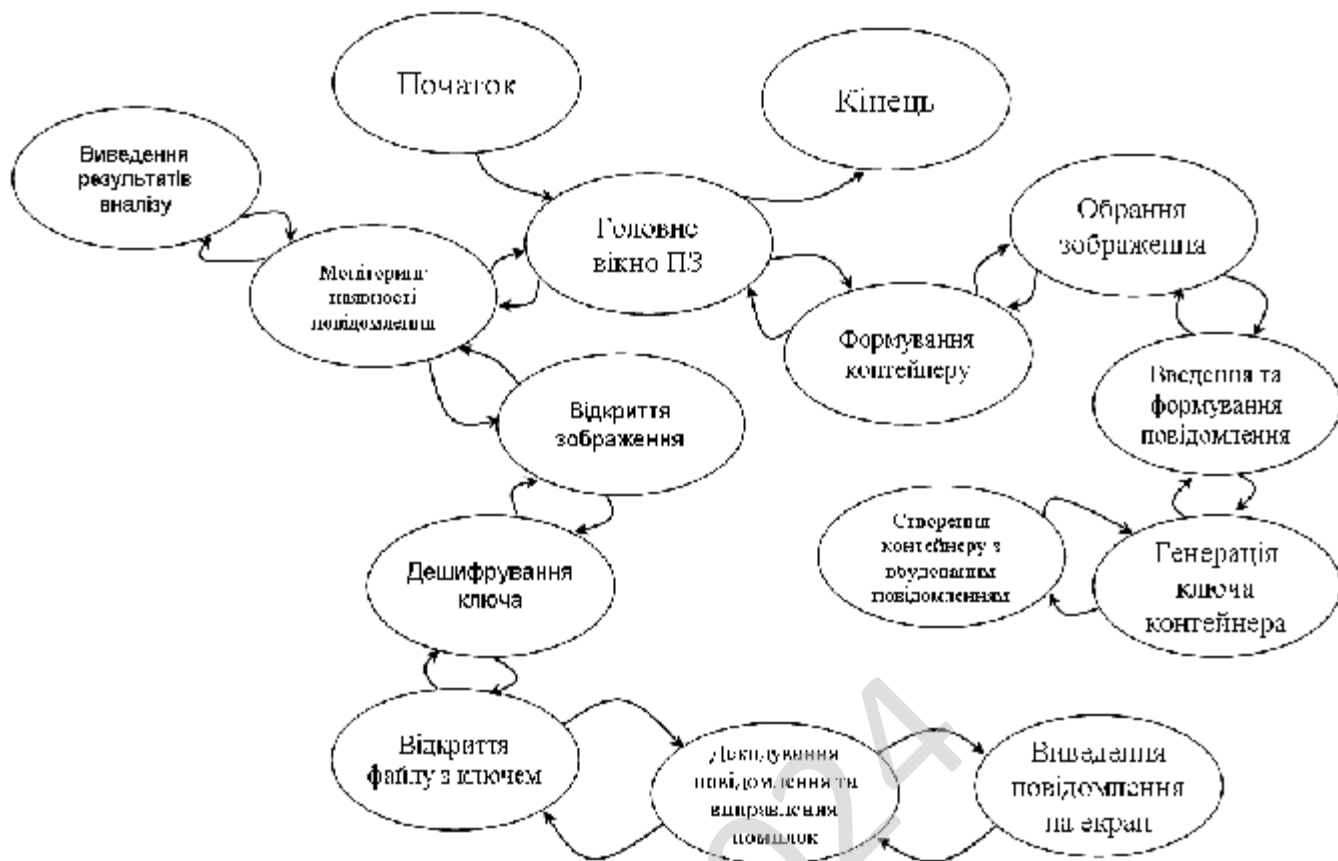 Початок
Кінець
Виведення
результатів
аналізу
Головне
вікно ПЗ
Обрання
зображення
Моніторинг
наявності
повідомлення
Формування
контейнеру
Введення та
формування
повідомлення
Відкриття
зображення
Створення
контейнеру з
вбудованим
повідомленням
Генерація
ключа
контейнера
Дешифрування
ключа
Відкриття
файлу з ключем
Декодування
повідомлення та
виправлення
помилок
Виведення
повідомлення
на екран